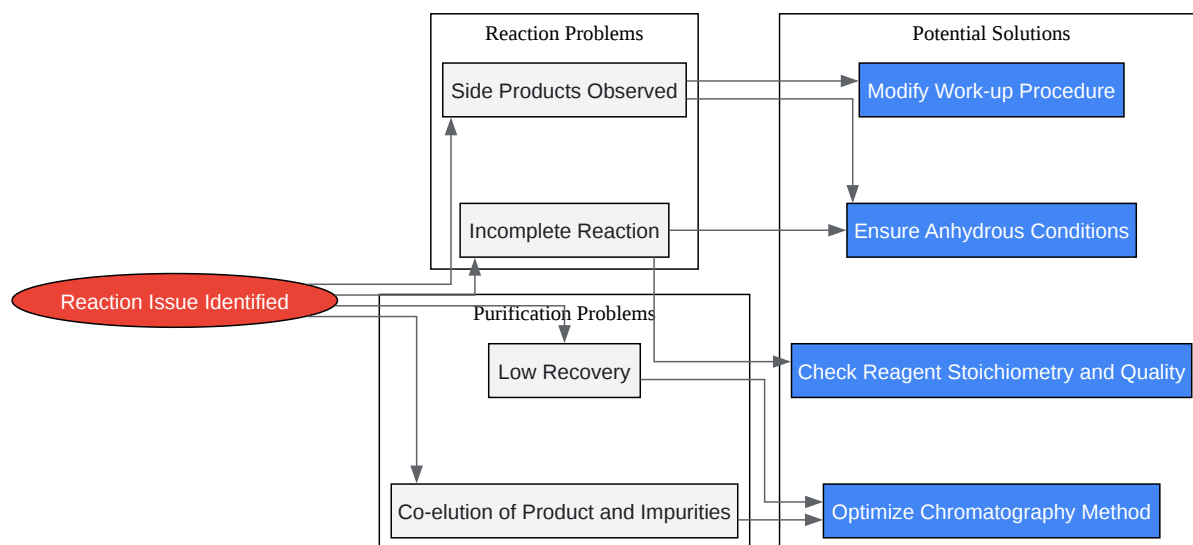 Reaction Problems
Potential Solutions
Side Products Observed
Modify Work-up Procedure
Incomplete Reaction
Ensure Anhydrous Conditions
Reaction Issue Identified
Purification Problems
Low Recovery
Check Reagent Stoichiometry and Quality
Co-elution of Product and Impurities
Optimize Chromatography Method